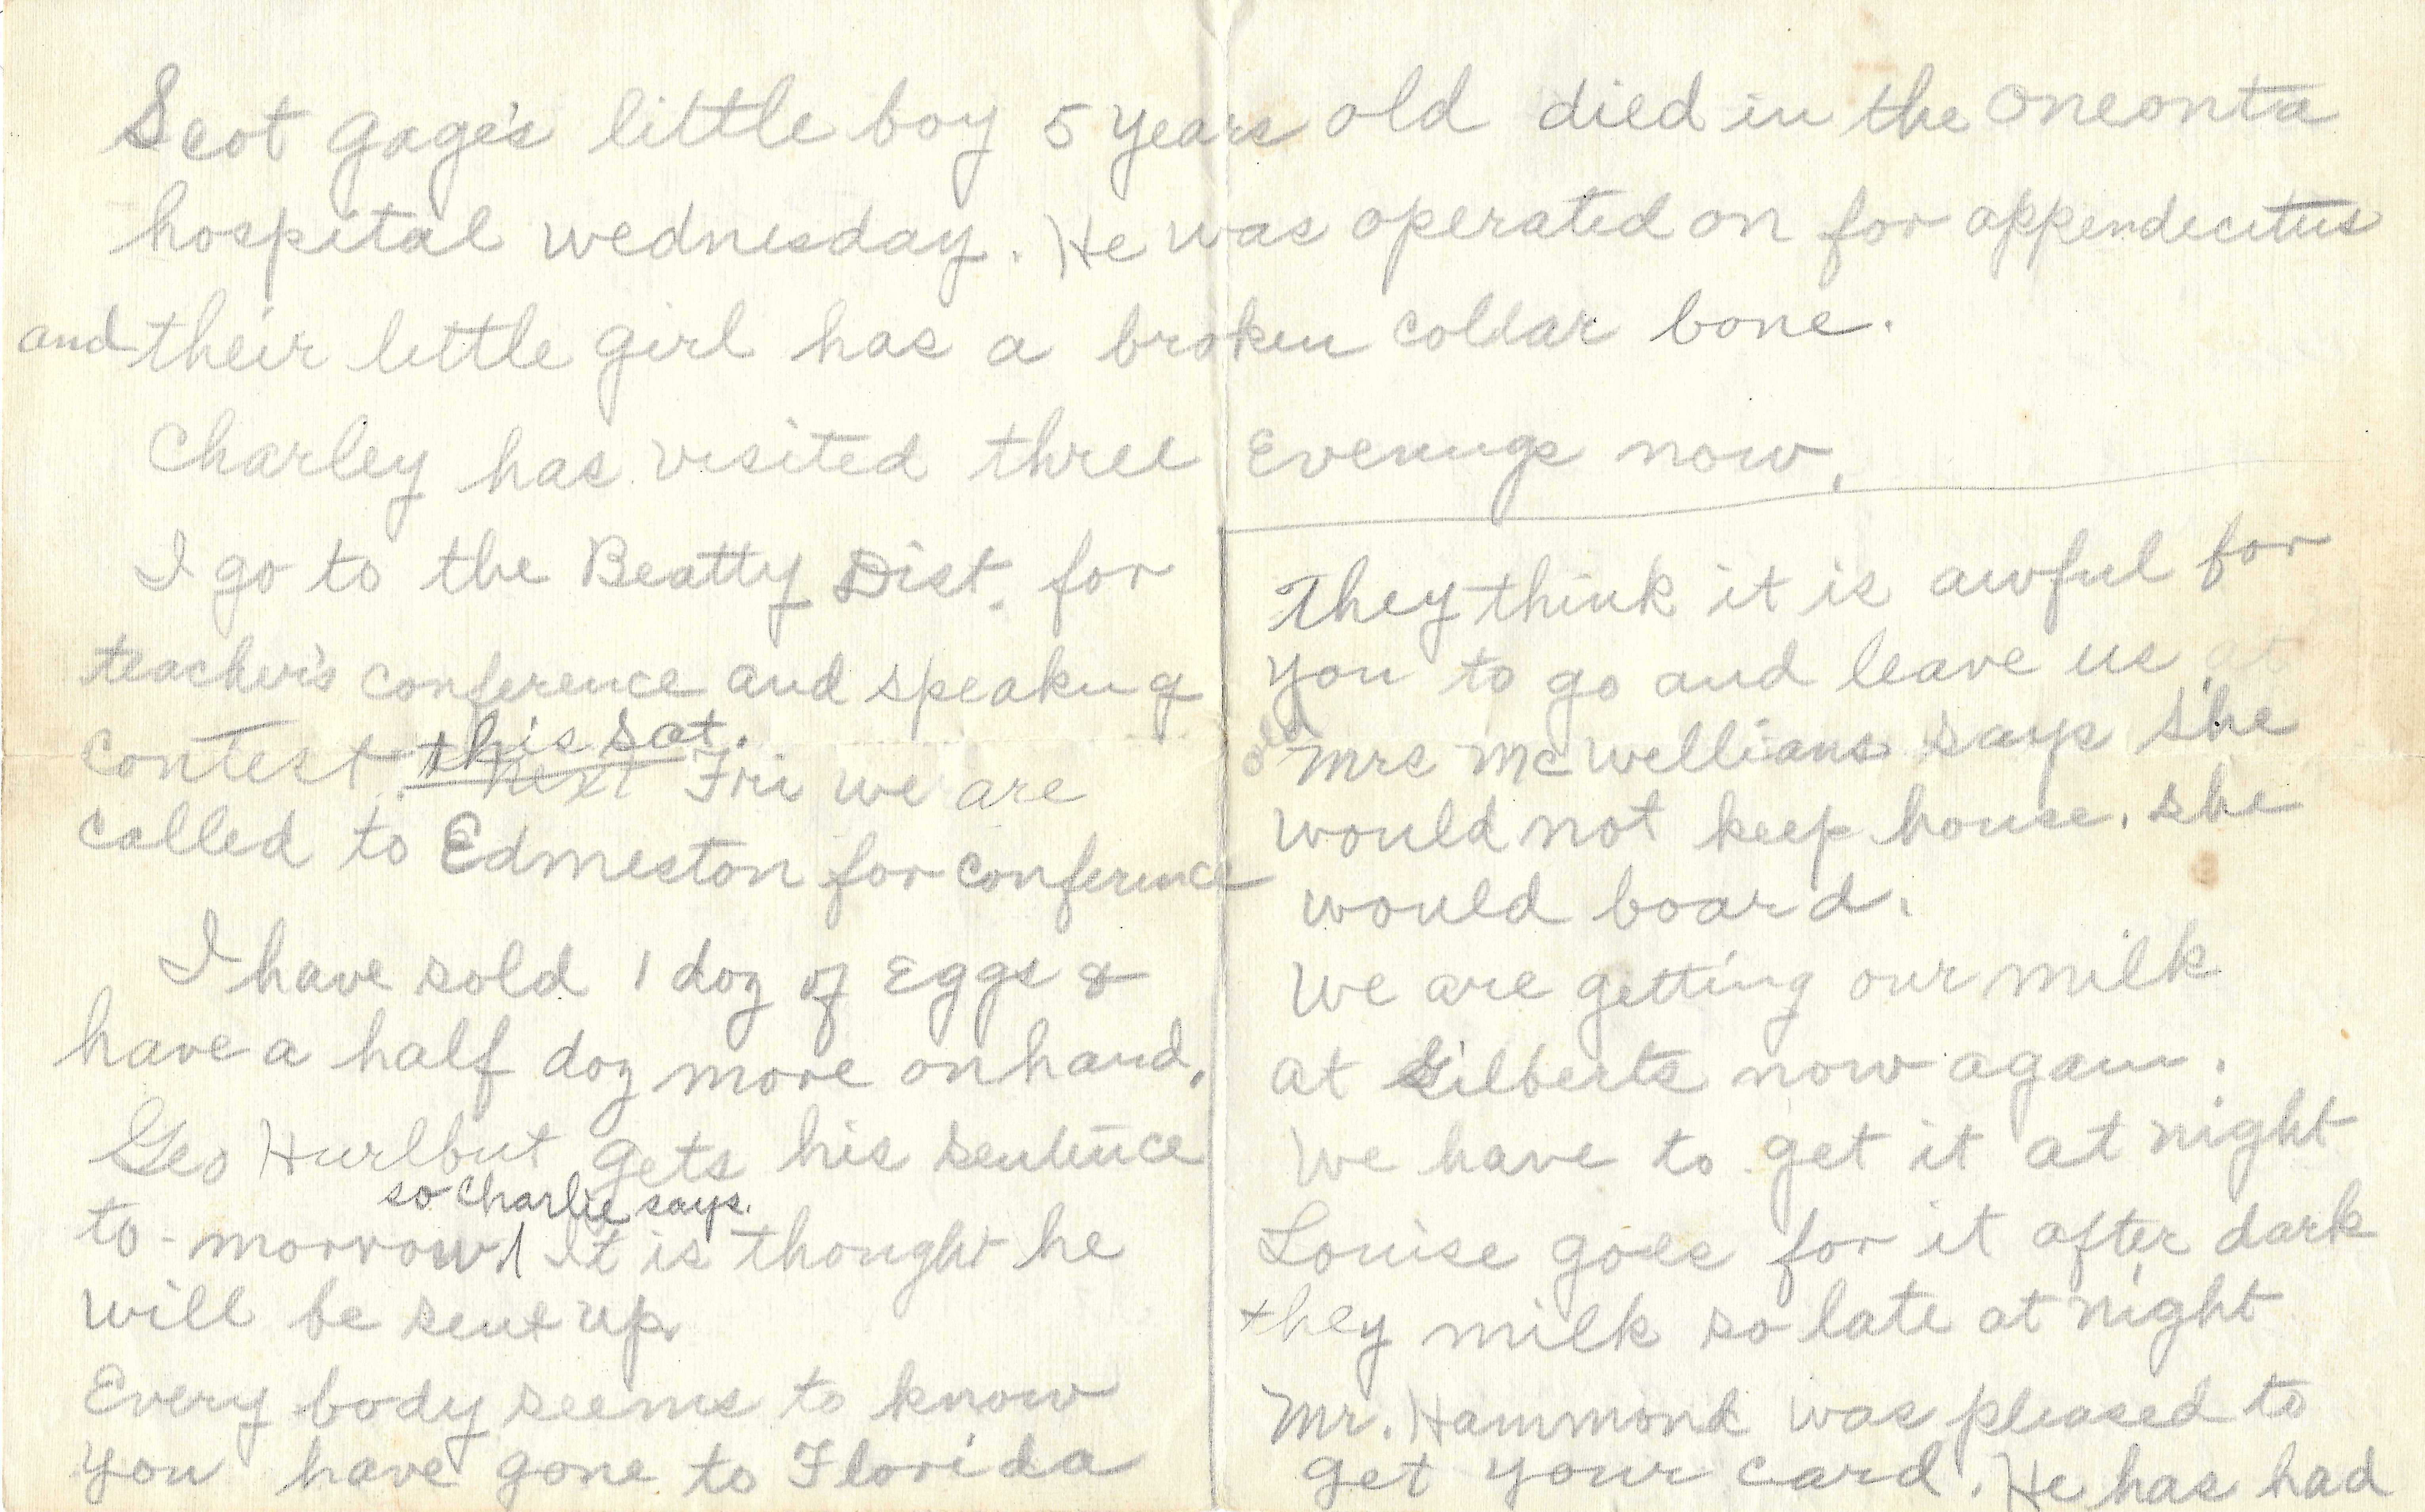 Scot Gage's little boy 5 years old died in the Oneonta
hospital wednesday. He was operated on for appendecitus
and their little girl has a broken collar bone.
Charley has visited three Evenings now.
I go to the Beatty Dist. for
teacher's conference and speaking
contest this Sat.
next Fri we are
called to Edmeston for conference
I have sold 1 doz of Eggs &
have a half doz more on hand.
Geo Hurlbut gets his sentence
so Charlie says.
to-morrow It is thought he
will be sent up
Every body seems to know
you have gone to Florida
They think it is awful for
you to go and leave us at
Mrs McWellians says she
would not keep house. she
would board.
We are getting our milk
at Gilberts now again.
We have to get it at night
Louise goes for it after dark
they milk so late at night
Mr. Hammond was pleased to
get your card. He has had